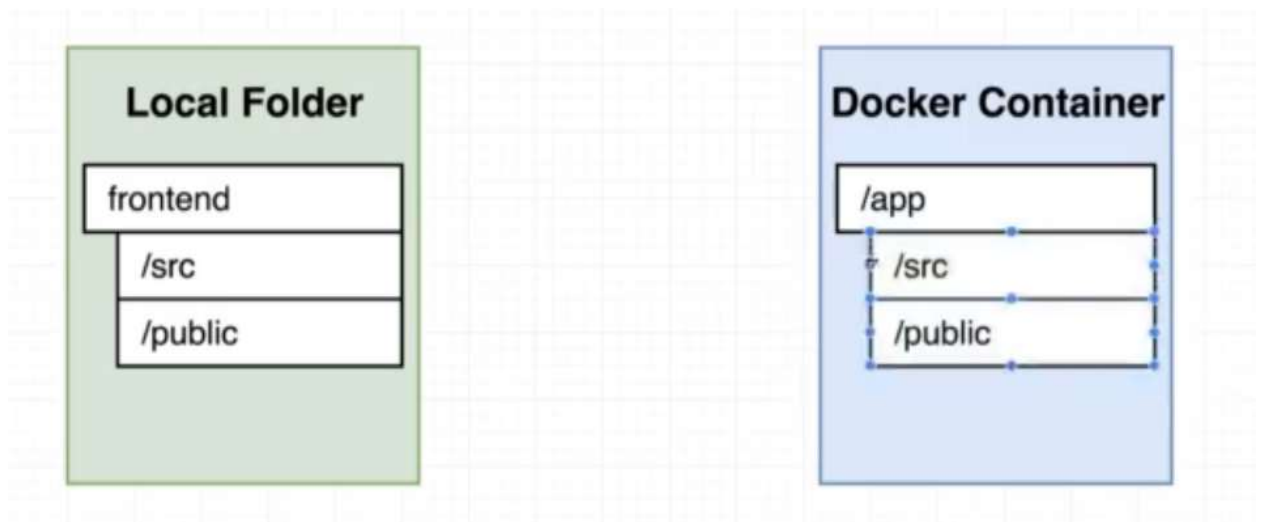 Local Folder
frontend
/src
/public
Docker Container
/app
/src
/public